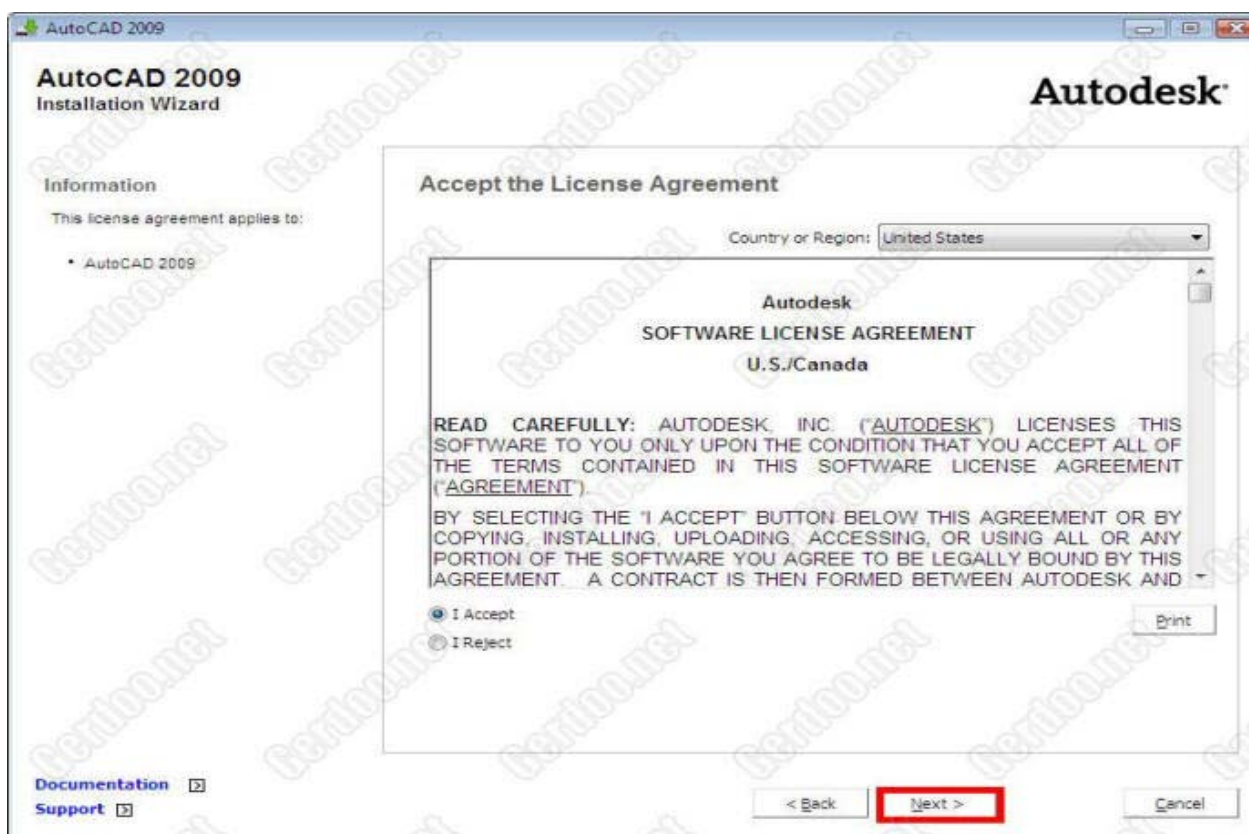 AutoCAD 2009
AutoCAD 2009
Installation Wizard
Autodesk
Information
This license agreement applies to:
• AutoCAD 2009
Accept the License Agreement
Country or Region: United States
Autodesk
SOFTWARE LICENSE AGREEMENT
U.S./Canada
READ CAREFULLY: AUTODESK, INC. ("AUTODESK") LICENSES THIS
SOFTWARE TO YOU ONLY UPON THE CONDITION THAT YOU ACCEPT ALL OF
THE TERMS CONTAINED IN THIS SOFTWARE LICENSE AGREEMENT
("AGREEMENT").
BY SELECTING THE "I ACCEPT" BUTTON BELOW THIS AGREEMENT OR BY
COPYING, INSTALLING, UPLOADING, ACCESSING, OR USING ALL OR ANY
PORTION OF THE SOFTWARE YOU AGREE TO BE LEGALLY BOUND BY THIS
AGREEMENT. A CONTRACT IS THEN FORMED BETWEEN AUTODESK AND
I Accept
I Reject
Print
Documentation
Support
< Back
Next >
Cancel
Gerdoo.net